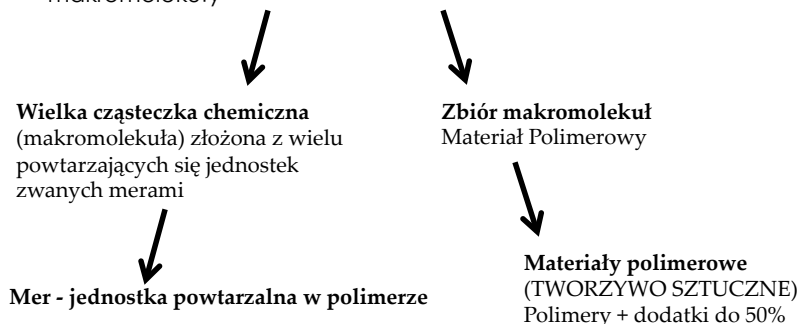 makromolekuły
Wielka cząsteczka chemiczna
(makromolekuła) złożona z wielu
powtarzających się jednostek
zwanych merami
Zbiór makromolekuł
Materiał Polimerowy
Mer - jednostka powtarzalna w polimerze
Materiały polimerowe
(TWORZYWO SZTUCZNE)
Polimery + dodatki do 50%